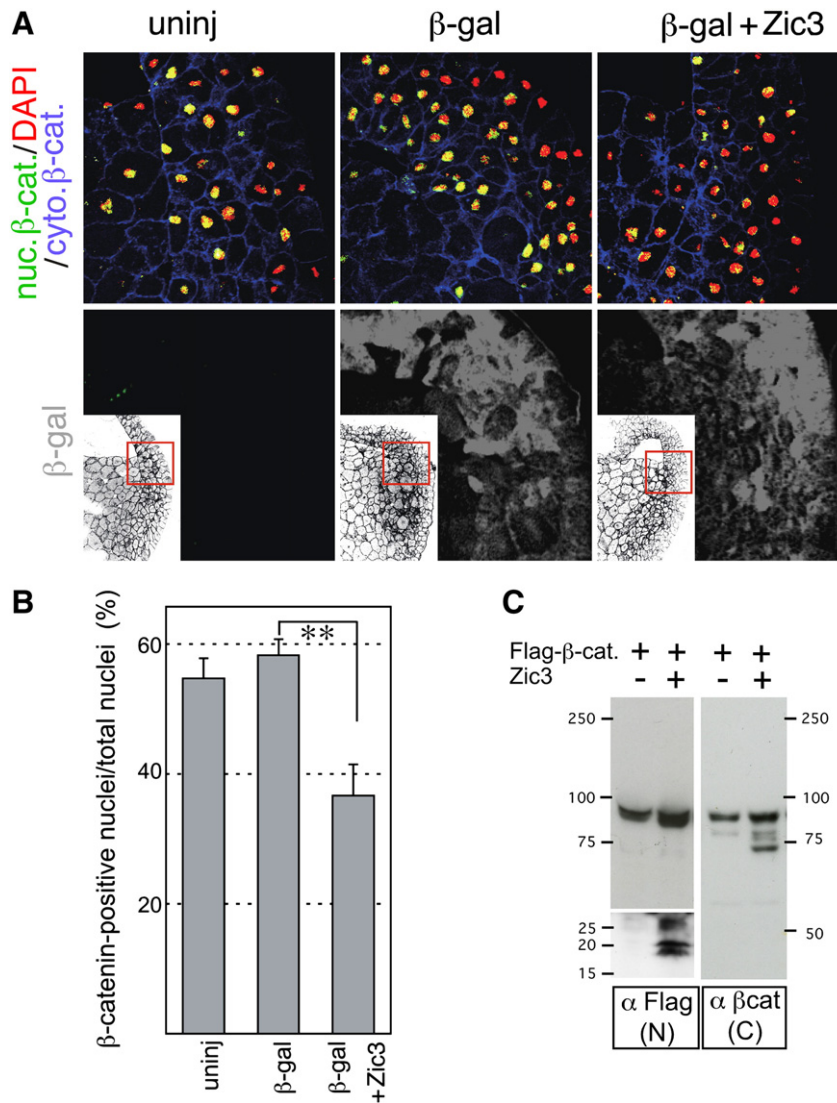 A
uninj
β-gal
β-gal + Zic3
nuc.β-cat./DAPI
/cyto.β-cat.
β-gal
B
β-catenin-positive nuclei/total nuclei (%)
60
40
20
uninj
β-gal
β-gal
+Zic3
**
C
Flag-β-cat. + + + +
Zic3 - + - +
250
100
75
25
20
15
250
100
75
50
α Flag
(N)
α βcat
(C)